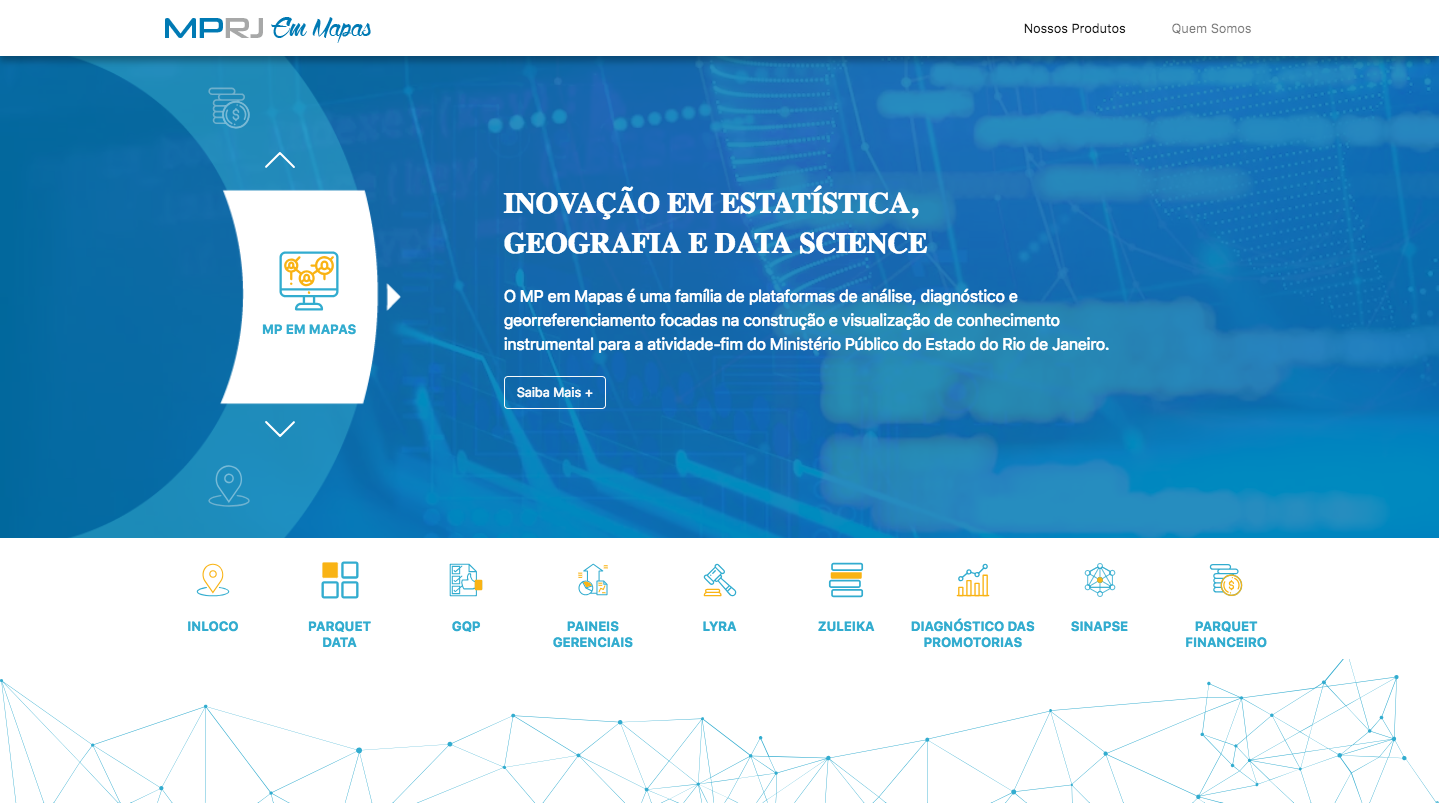 MPRJ Em Mapas
Nossos Produtos
Quem Somos
MP EM MAPAS
INOVAÇÃO EM ESTATÍSTICA,
GEOGRAFIA E DATA SCIENCE
O MP em Mapas é uma família de plataformas de análise, diagnóstico e
georreferenciamento focadas na construção e visualização de conhecimento
instrumental para a atividade-fim do Ministério Público do Estado do Rio de Janeiro.
Saiba Mais +
INLOCO
PARQUET
DATA
GQP
PAINEIS
GERENCIAIS
LYRA
ZULEIKA
DIAGNÓSTICO DAS
PROMOTORIAS
SINAPSE
PARQUET
FINANCEIRO